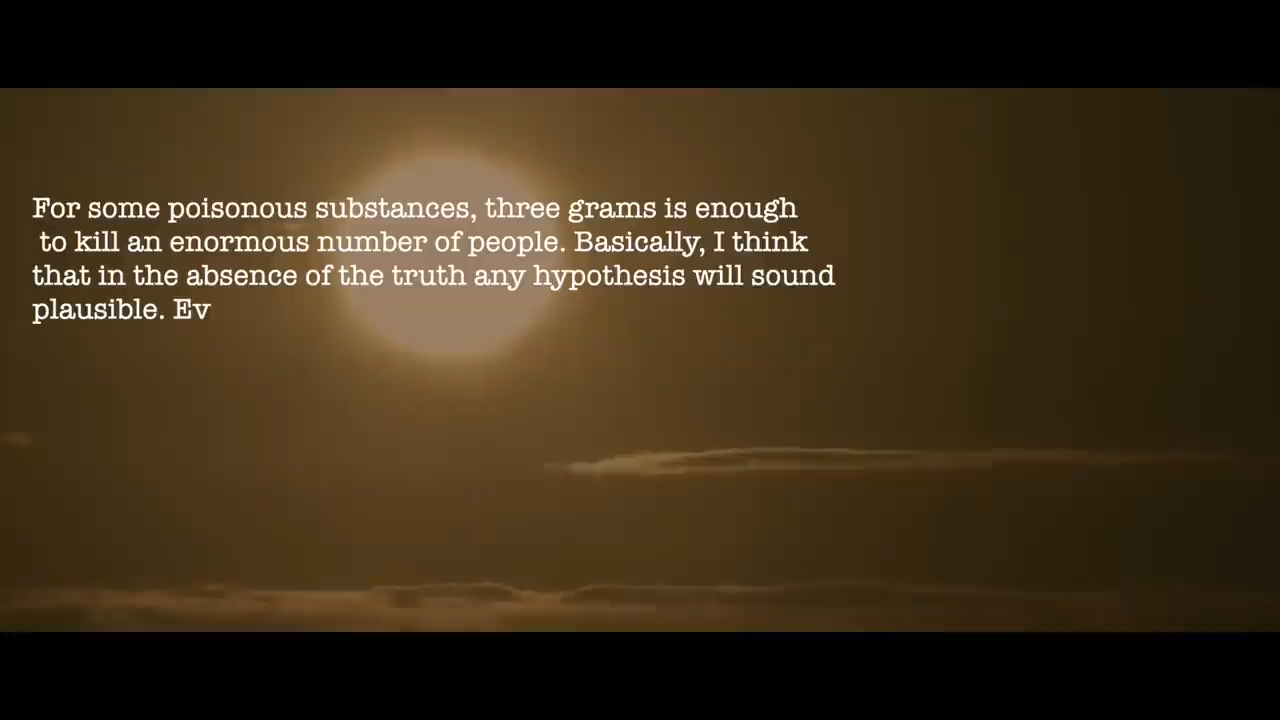 For some poisonous substances, three grams is enough
to kill an enormous number of people. Basically, I think
that in the absence of the truth any hypothesis will sound
plausible. Ev